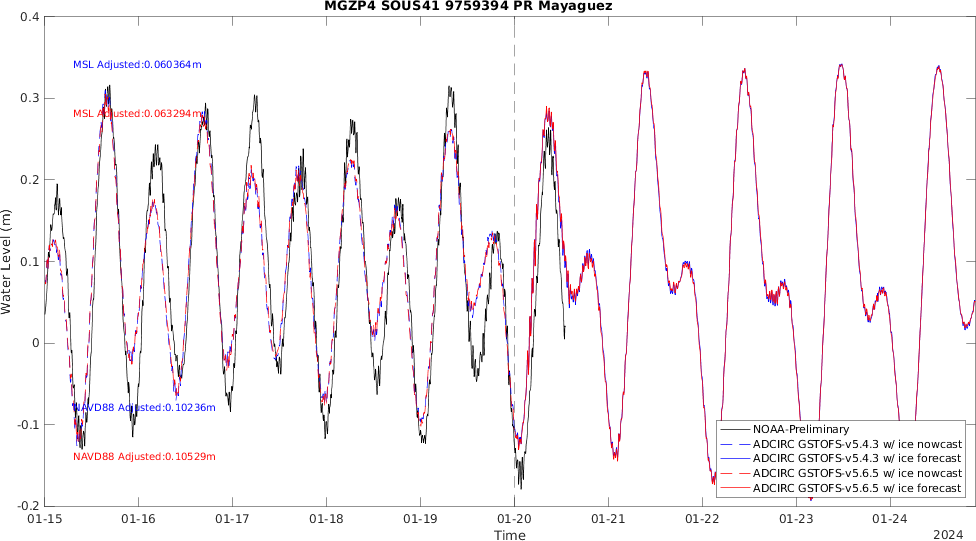 MGZP4 SOUS41 9759394 PR Mayaguez
0.4
MSL Adjusted:0.060364m
0.3
MSL Adjusted:0.063294m
0.2
Water Level (m)
0.1
0
NAVD88 Adjusted:0.10236m
-0.1
NAVD88 Adjusted:0.10529m
NOAA-Preliminary
ADCIRC GSTOFS-v5.4.3 w/ ice nowcast
ADCIRC GSTOFS-v5.4.3 w/ ice forecast
ADCIRC GSTOFS-v5.6.5 w/ ice nowcast
ADCIRC GSTOFS-v5.6.5 w/ ice forecast
-0.2
01-15 01-16 01-17 01-18 01-19 01-20 01-21 01-22 01-23 01-24
Time
2024